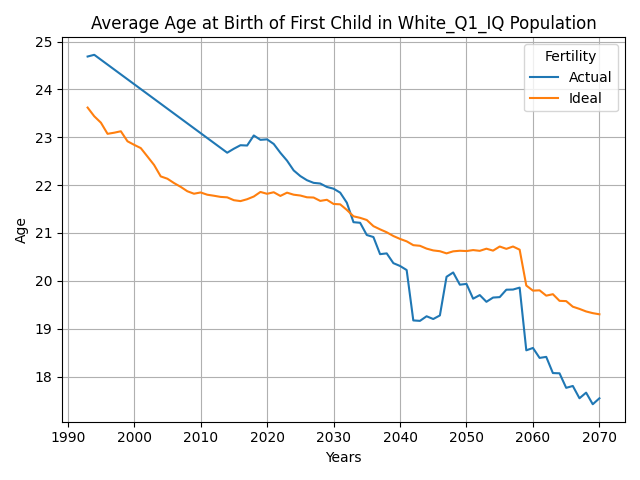 Average Age at Birth of First Child in White_Q1_IQ Population
Fertility
Actual
Ideal
Age
25
24
23
22
21
20
19
18
1990 2000 2010 2020 2030 2040 2050 2060 2070
Years